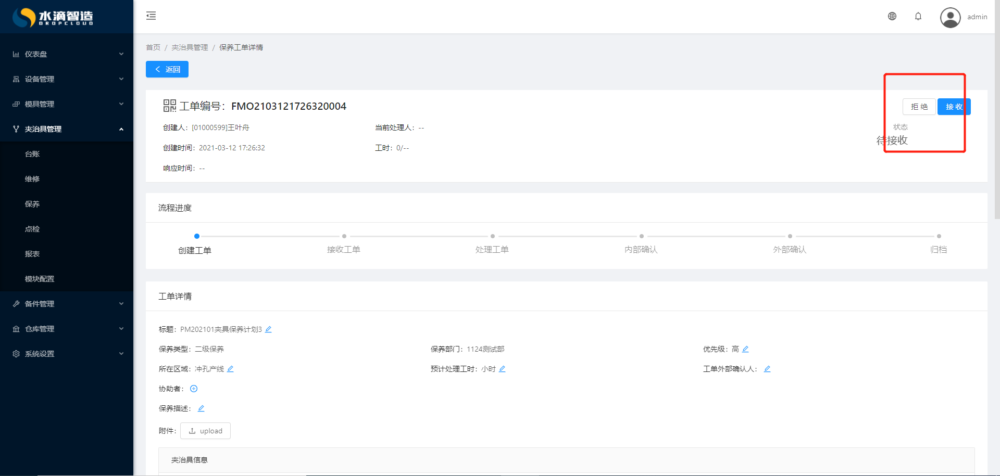 水滴智造
DROPCLOUD
admin
仪表盘
设备管理
模具管理
夹治具管理
台账
维修
保养
点检
报表
模块配置
备件管理
仓库管理
系统设置
首页 / 夹治具管理 / 保养工单详情
返回
工单编号：FMO2103121726320004
拒 绝
接 收
创建人：[01000599]王叶舟
当前处理人：--
状态
待接收
创建时间：2021-03-12 17:26:32
工时：0/--
响应时间：--
流程进度
创建工单
接收工单
处理工单
内部确认
外部确认
归档
工单详情
标题：PM202101夹具保养计划3
保养类型：二级保养
保养部门：1124测试部
优先级：高
所在区域：冲孔产线
预计处理工时：小时
工单外部确认人：
协助者：
保养描述：
附件：
upload
夹治具信息